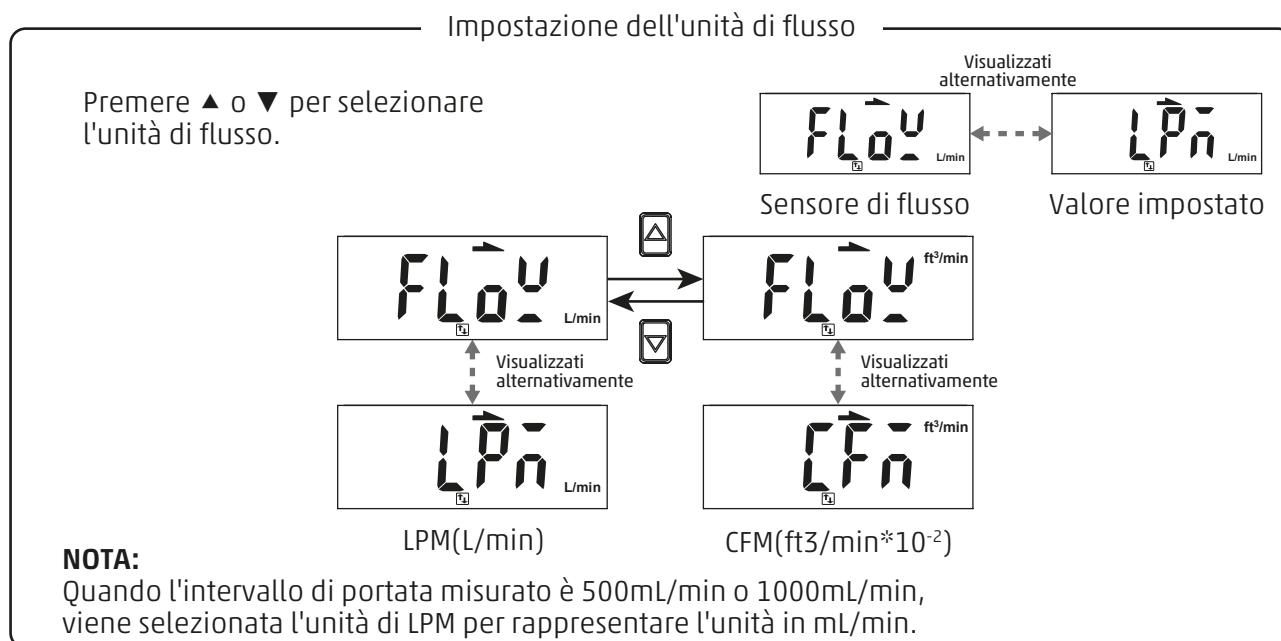 Impostazione dell'unità di flusso
Premere ▲ o ▼ per selezionare
l'unità di flusso.
Visualizzati
alternativamente
FLoW
L/min
LPM
L/min
Sensore di flusso
Valore impostato
FLoW
L/min
FLoW
ft³/min
Visualizzati
alternativamente
Visualizzati
alternativamente
LPM
L/min
CFM
ft³/min
LPM(L/min)
CFM(ft3/min*10⁻²)
NOTA:
Quando l'intervallo di portata misurato è 500mL/min o 1000mL/min,
viene selezionata l'unità di LPM per rappresentare l'unità in mL/min.